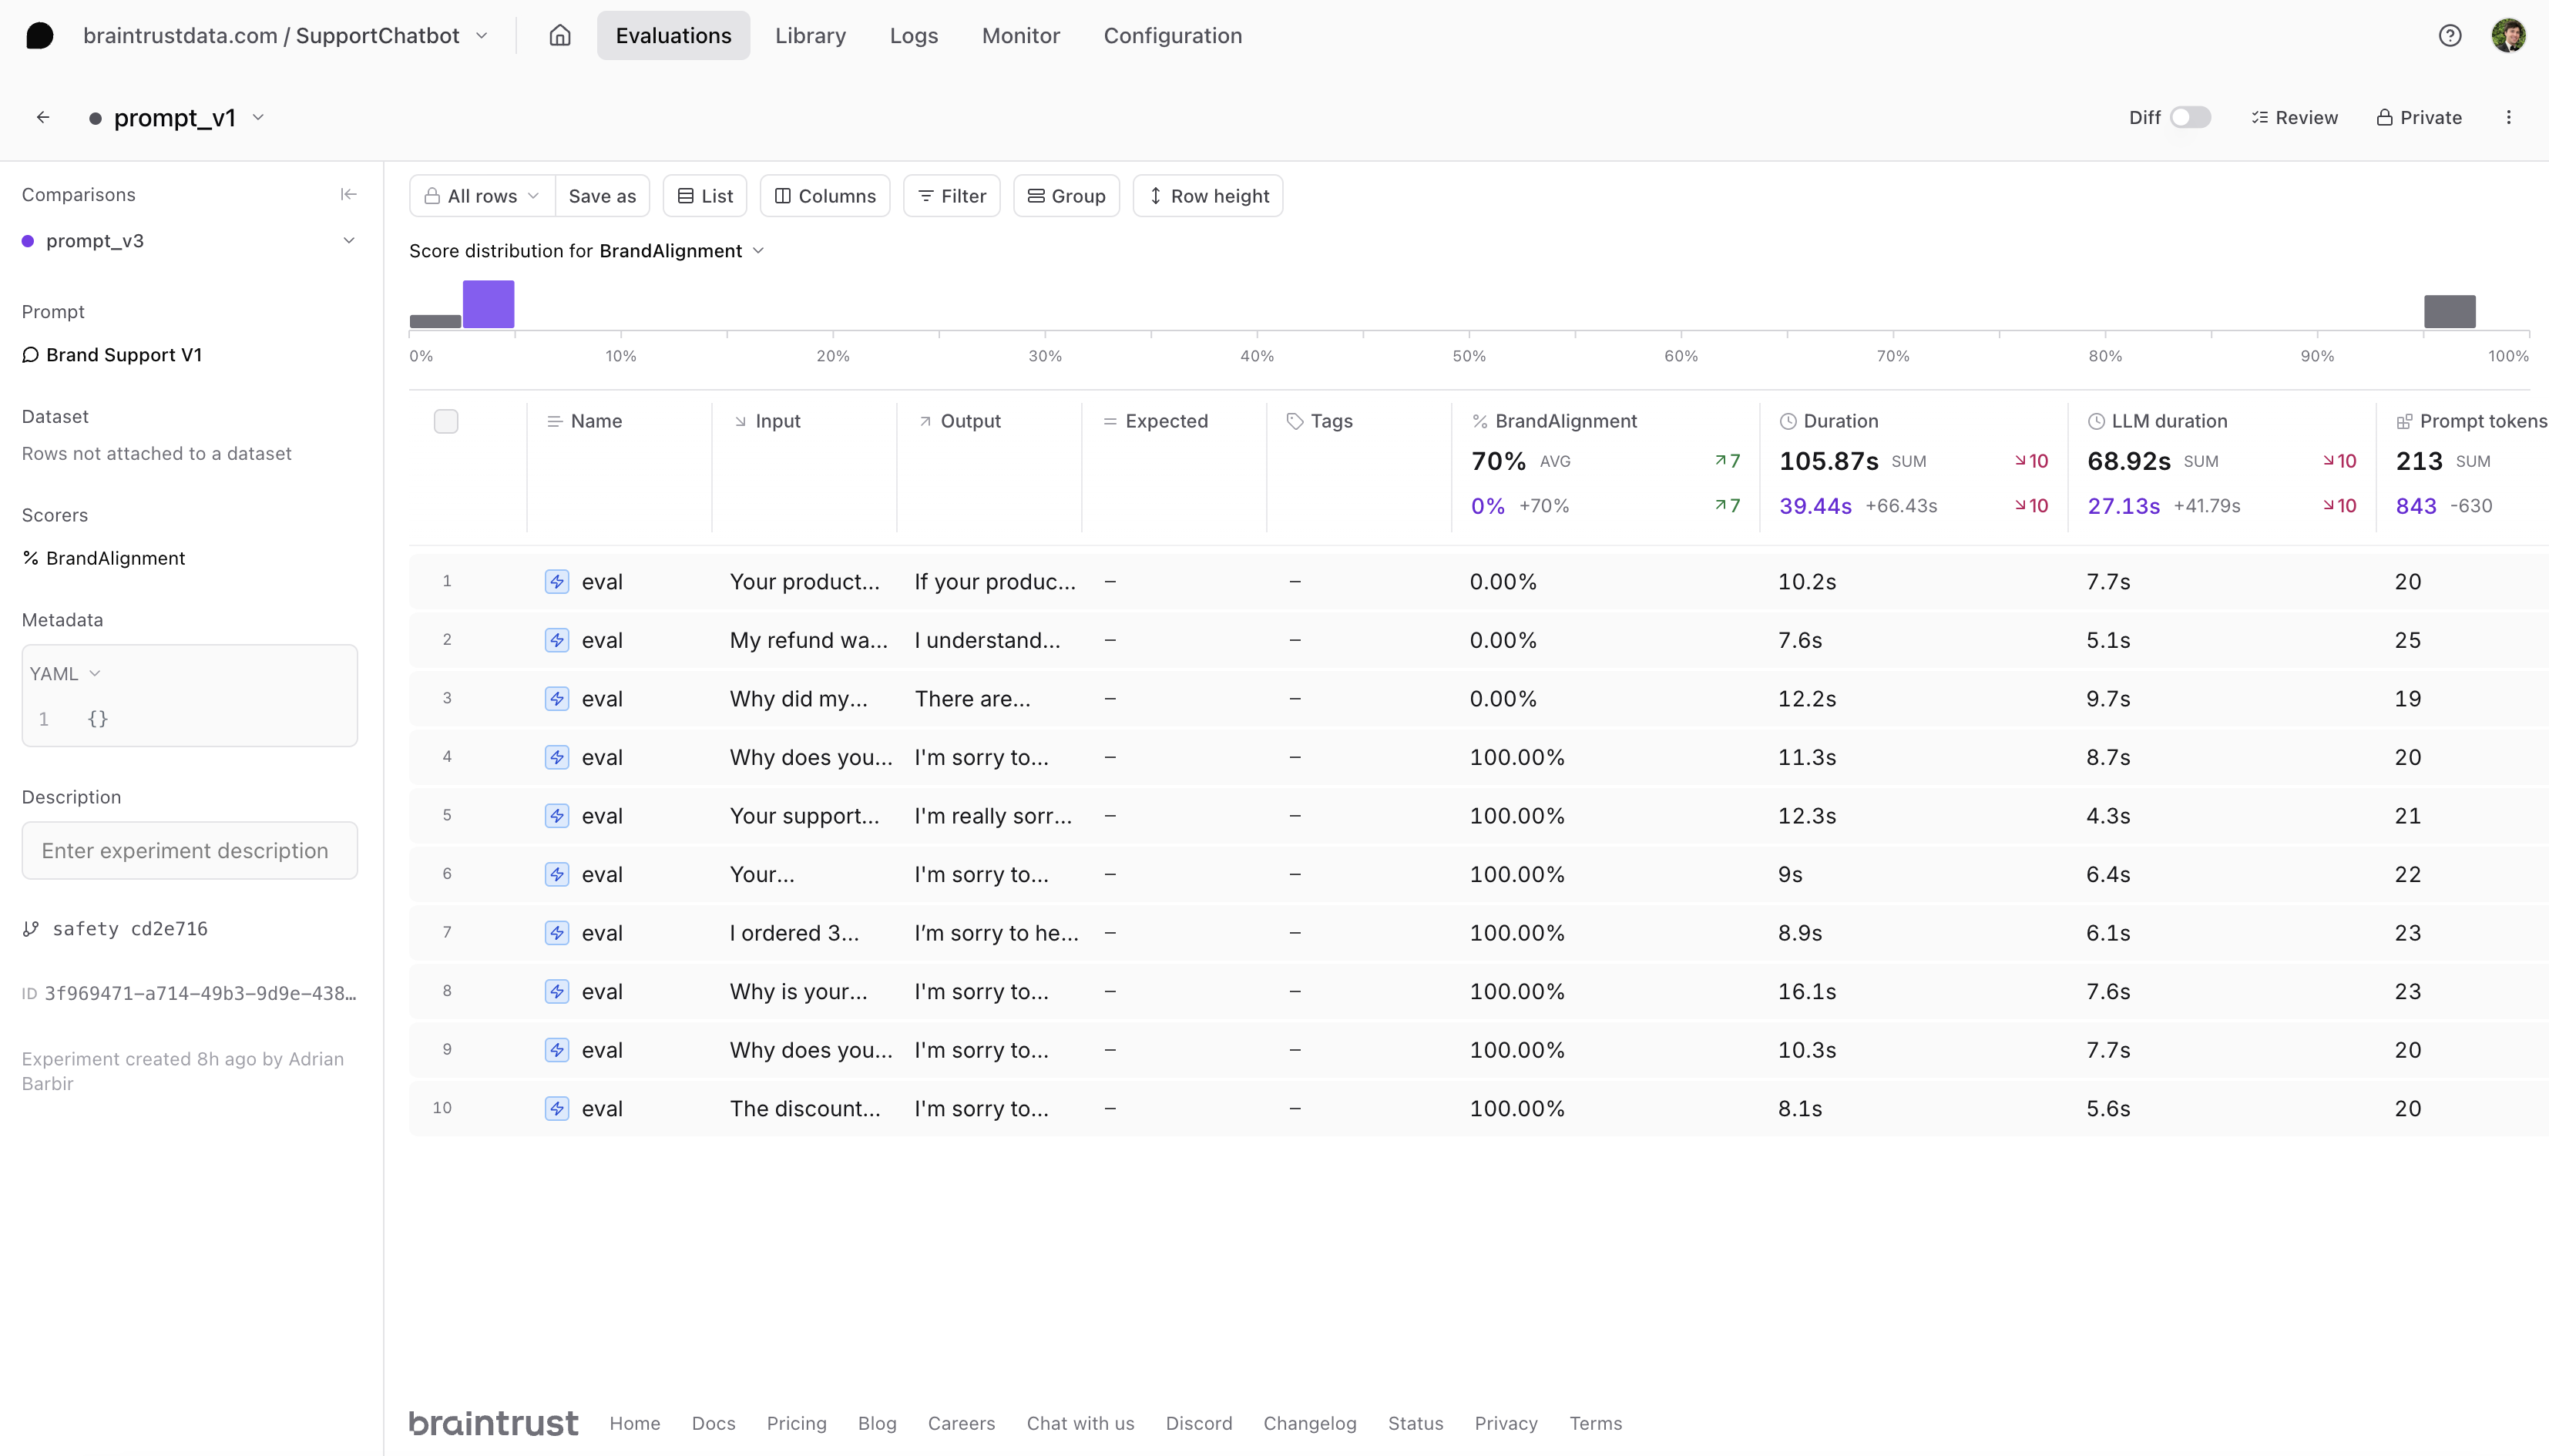 braintrustdata.com / SupportChatbot
Evaluations
Library
Logs
Monitor
Configuration
prompt_v1
Diff
Review
Private
Comparisons
prompt_v3
Prompt
Brand Support V1
Dataset
Rows not attached to a dataset
Scorers
BrandAlignment
Metadata
YAML
1 {}
Description
Enter experiment description
safety cd2e716
ID 3f969471-a714-49b3-9d9e-438…
Experiment created 8h ago by Adrian
Barbir
All rows Save as List Columns Filter Group Row height
Score distribution for BrandAlignment
0% 10% 20% 30% 40% 50% 60% 70% 80% 90% 100%
Name Input Output Expected Tags BrandAlignment Duration LLM duration Prompt tokens
70% AVG 7 105.87s SUM 10 68.92s SUM 10 213 SUM
0% +70% 7 39.44s +66.43s 10 27.13s +41.79s 10 843 -630
1 eval Your product... If your produc... – – 0.00% 10.2s 7.7s 20
2 eval My refund wa... I understand... – – 0.00% 7.6s 5.1s 25
3 eval Why did my... There are... – – 0.00% 12.2s 9.7s 19
4 eval Why does you... I'm sorry to... – – 100.00% 11.3s 8.7s 20
5 eval Your support... I'm really sorr... – – 100.00% 12.3s 4.3s 21
6 eval Your... I'm sorry to... – – 100.00% 9s 6.4s 22
7 eval I ordered 3... I’m sorry to he... – – 100.00% 8.9s 6.1s 23
8 eval Why is your... I'm sorry to... – – 100.00% 16.1s 7.6s 23
9 eval Why does you... I'm sorry to... – – 100.00% 10.3s 7.7s 20
10 eval The discount... I'm sorry to... – – 100.00% 8.1s 5.6s 20
braintrust Home Docs Pricing Blog Careers Chat with us Discord Changelog Status Privacy Terms